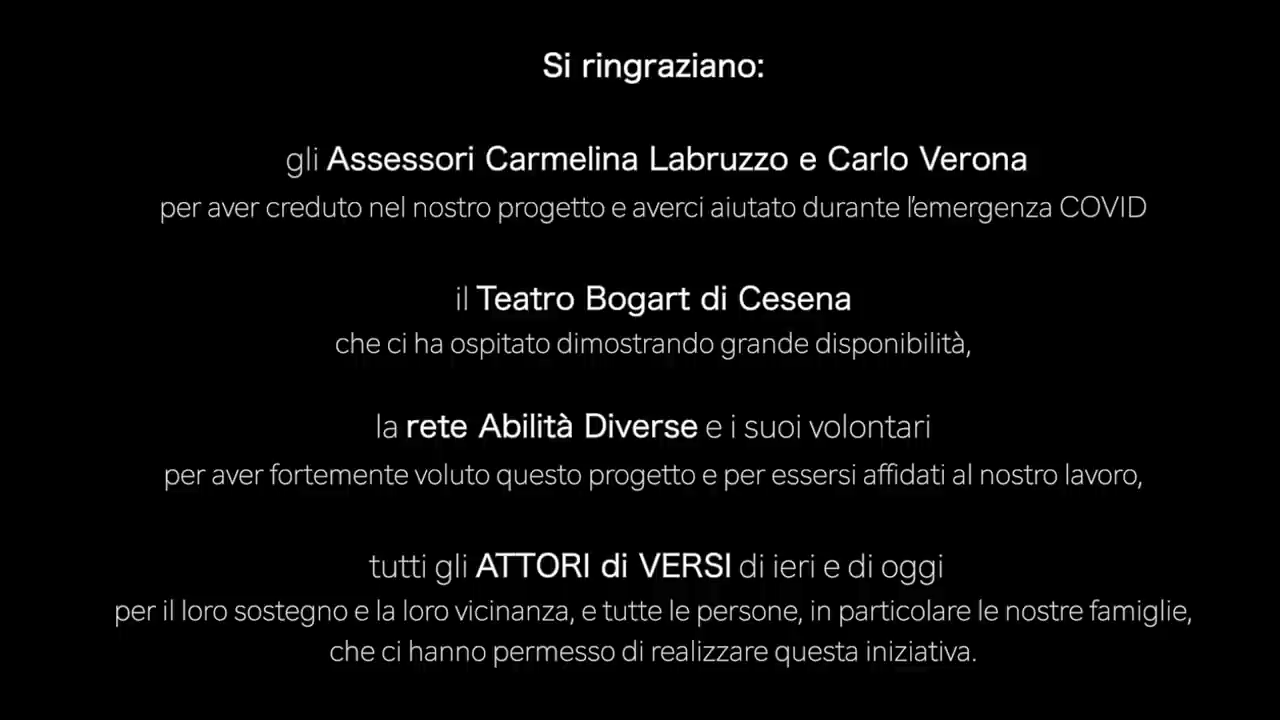 Si ringraziano:
gli Assessori Carmelina Labruzzo e Carlo Verona
per aver creduto nel nostro progetto e averci aiutato durante l'emergenza COVID
il Teatro Bogart di Cesena
che ci ha ospitato dimostrando grande disponibilità,
la rete Abilità Diverse e i suoi volontari
per aver fortemente voluto questo progetto e per essersi affidati al nostro lavoro,
tutti gli ATTORI di VERSI di ieri e di oggi
per il loro sostegno e la loro vicinanza, e tutte le persone, in particolare le nostre famiglie,
che ci hanno permesso di realizzare questa iniziativa.